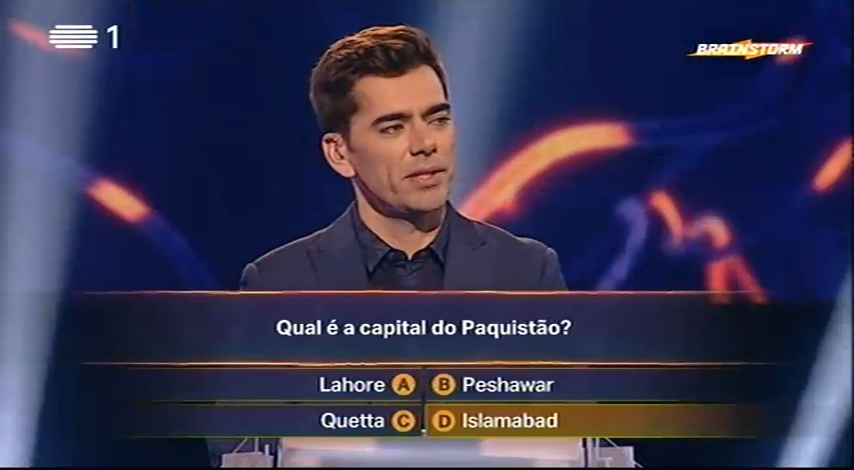 1
BRAINSTORM
Qual é a capital do Paquistão?
Lahore A B Peshawar
Quetta C D Islamabad